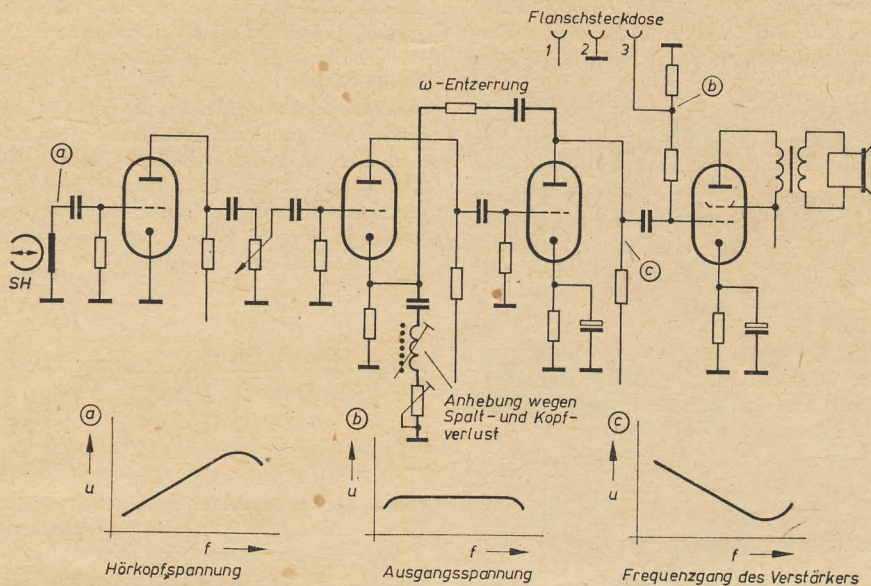 Flanschsteckdose
1 2 3
ω-Entzerrung
b
a
SH
c
Anhebung wegen
Spalt- und Kopf-
verlust
a
u
f
Hörkopfspannung
b
u
f
Ausgangsspannung
c
u
f
Frequenzgang des Verstärkers